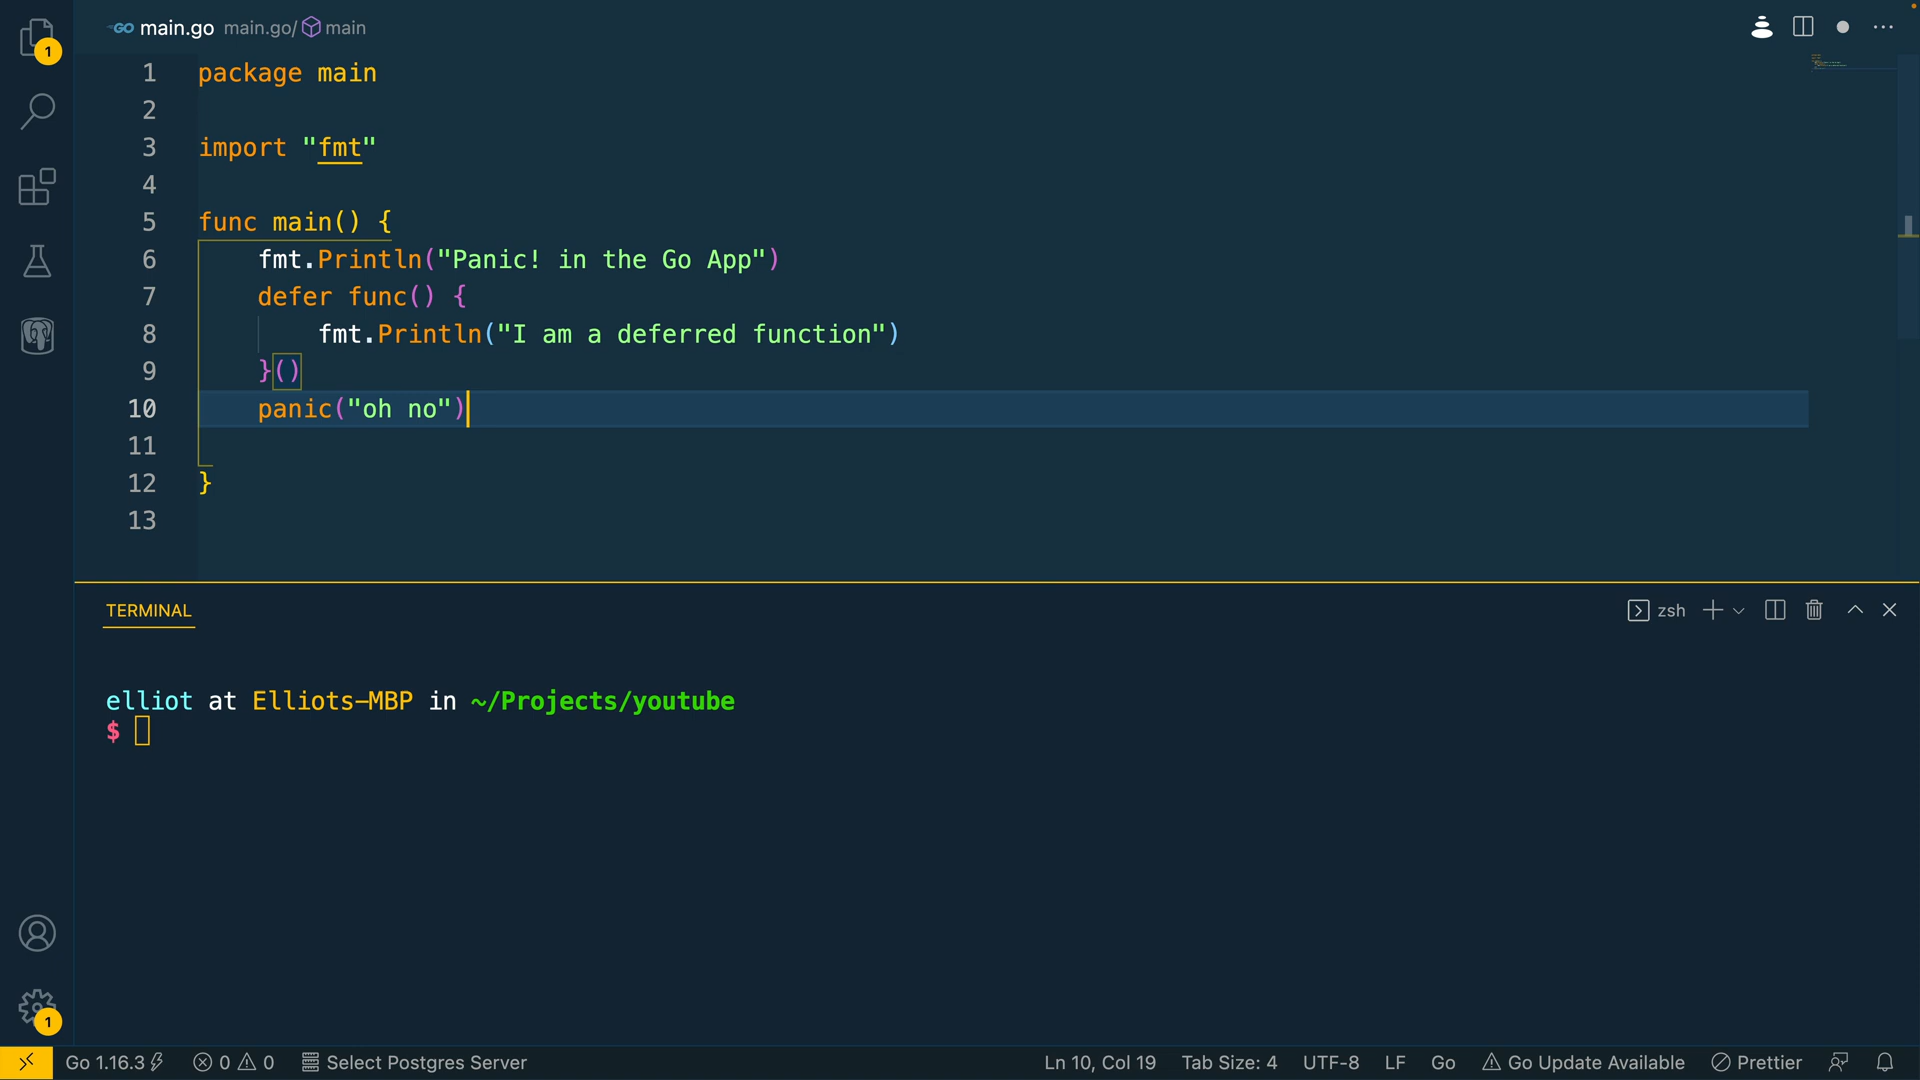 GO main.go main.go/ main
1
1 package main
2
3 import "fmt"
4
5 func main() {
6 fmt.Println("Panic! in the Go App")
7 defer func() {
8 fmt.Println("I am a deferred function")
9 }()
10 panic("oh no")
11
12 }
13
TERMINAL
zsh
elliot at Elliots-MBP in ~/Projects/youtube
$
1
Go 1.16.3 0 0 Select Postgres Server Ln 10, Col 19 Tab Size: 4 UTF-8 LF Go Go Update Available Prettier